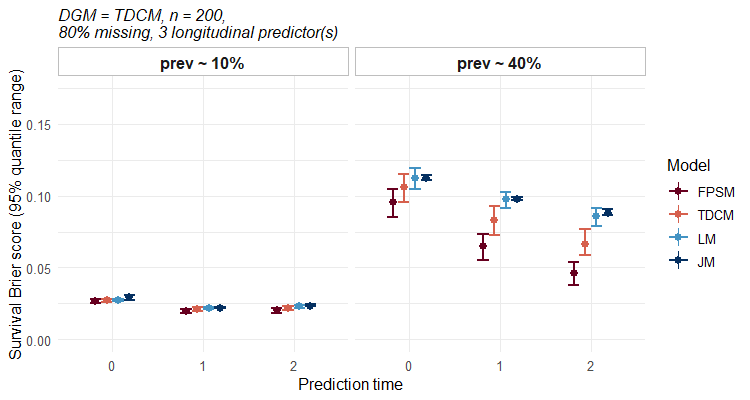 DGM = TDCM, n = 200,
80% missing, 3 longitudinal predictor(s)
prev ~ 10%
prev ~ 40%
Survival Brier score (95% quantile range)
0.15
0.10
0.05
0.00
0
1
2
0
1
2
Prediction time
Model
FPSM
TDCM
LM
JM